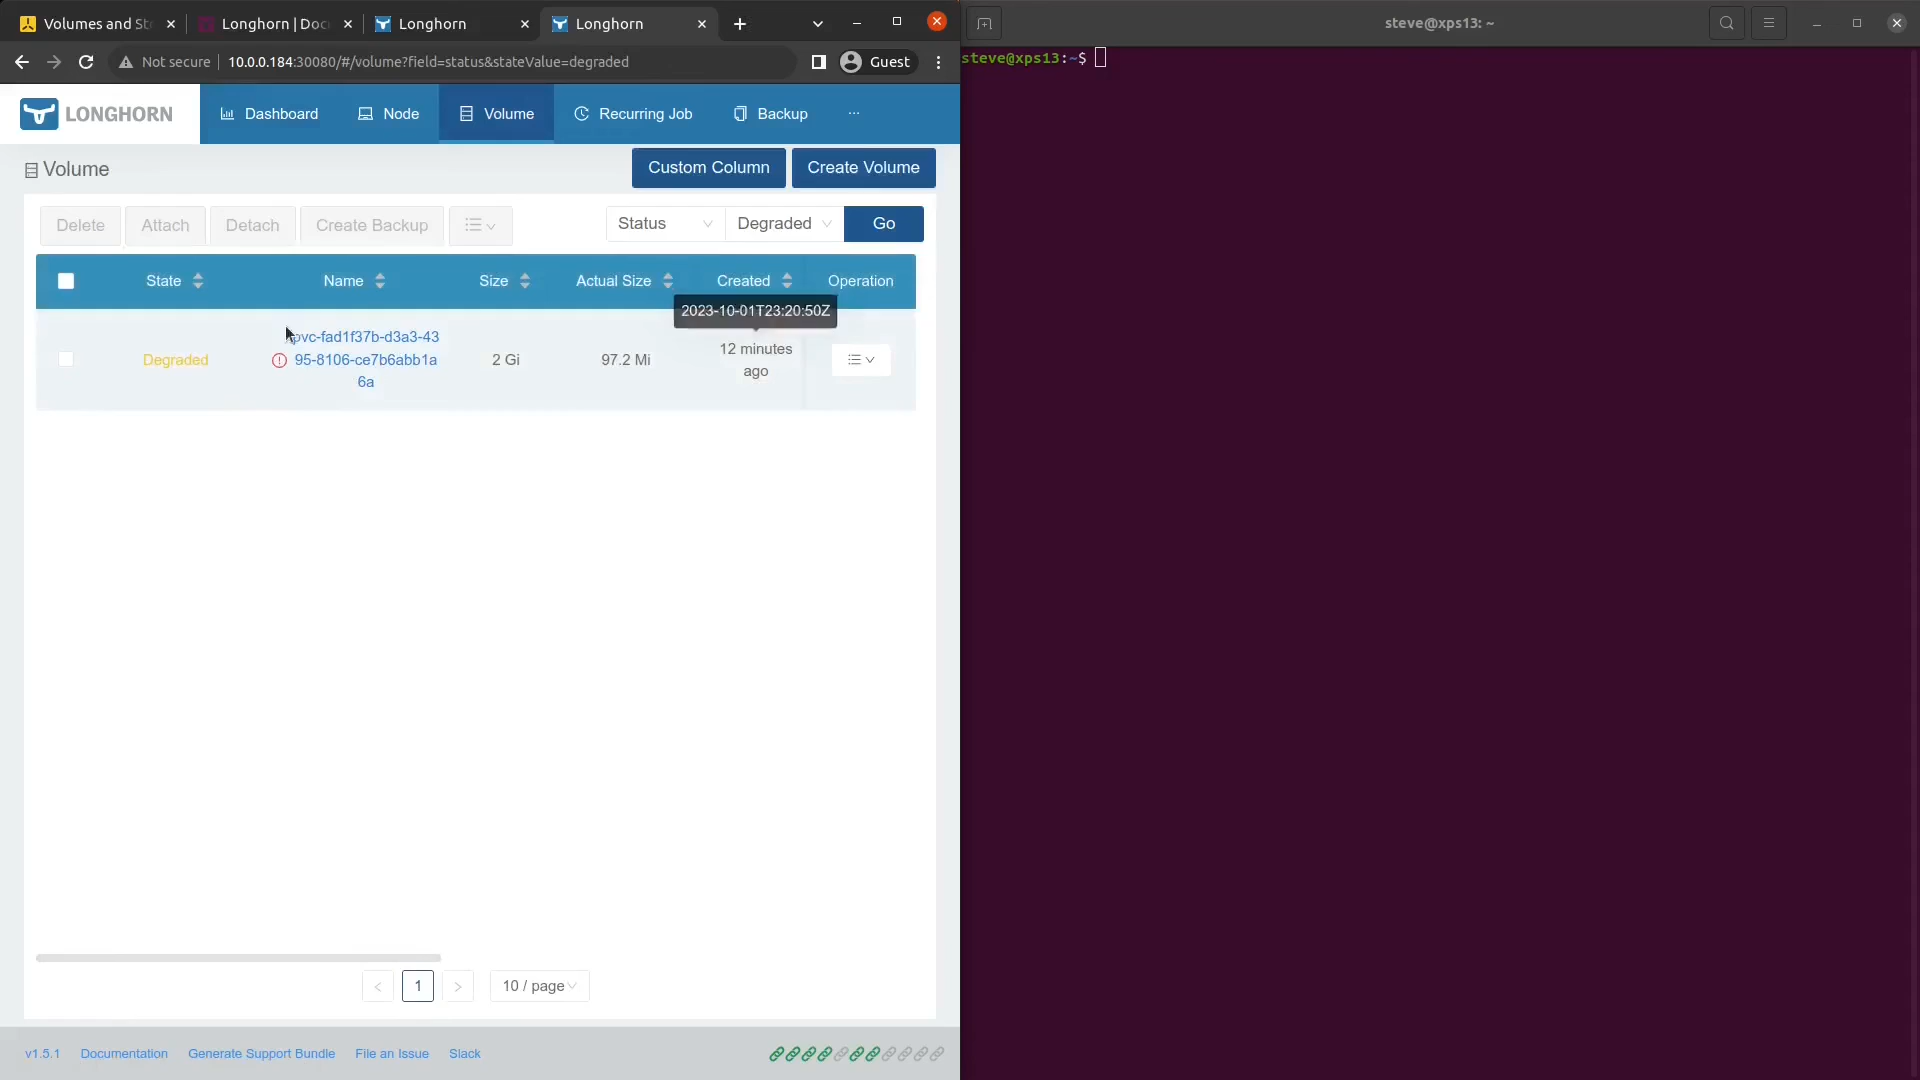 Volumes and St
Longhorn | Doc
Longhorn
Longhorn
steve@xps13: ~
Not secure
10.0.0.184:30080/#/volume?field=status&stateValue=degraded
Guest
steve@xps13:~$
LONGHORN
Dashboard
Node
Volume
Recurring Job
Backup
...
Volume
Custom Column
Create Volume
Delete
Attach
Detach
Create Backup
Status
Degraded
Go
State
Name
Size
Actual Size
Created
Operation
2023-10-01T23:20:50Z
Degraded
pvc-fad1f37b-d3a3-43
95-8106-ce7b6abb1a
6a
2 Gi
97.2 Mi
12 minutes
ago
<
1
>
10 / page
v1.5.1
Documentation
Generate Support Bundle
File an Issue
Slack